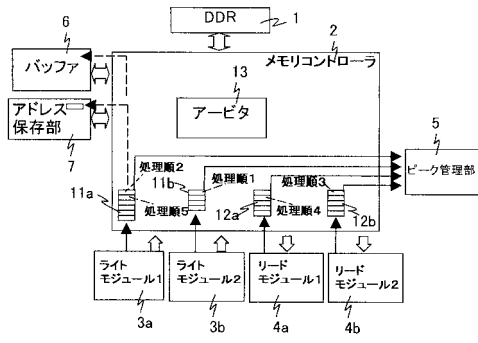 DDR
1
6
2
バッファ
メモリコントローラ
13
アービタ
アドレス
保存部
7
5
ピーク管理部
処理順2
11b
処理順1
処理順3
11a
処理順5
12a
処理順4
12b
ライト
モジュール1
ライト
モジュール2
リード
モジュール1
リード
モジュール2
3a
3b
4a
4b